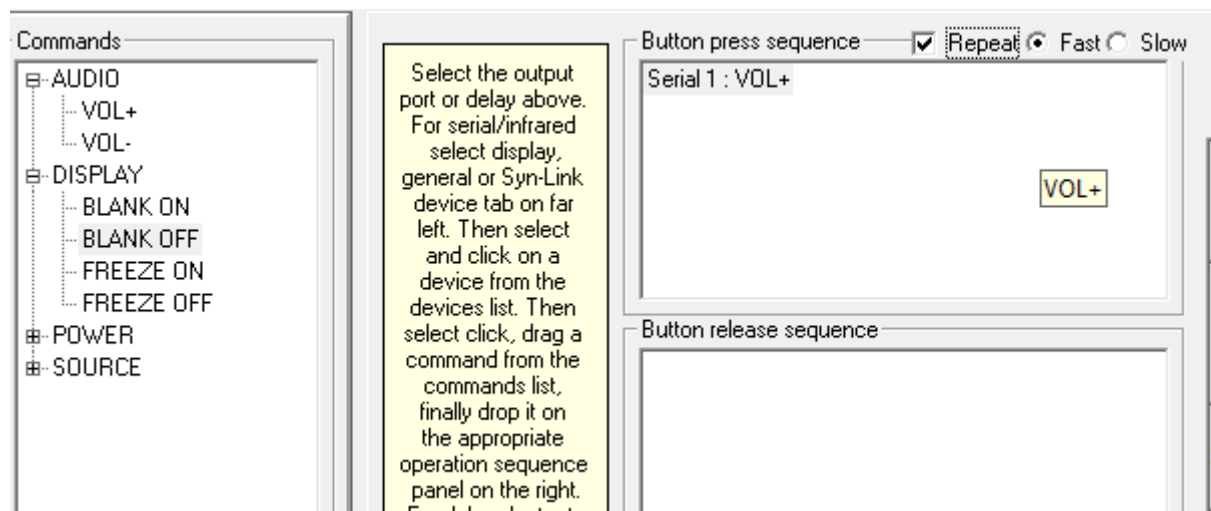 Commands
AUDIO
VOL+
VOL-
DISPLAY
BLANK ON
BLANK OFF
FREEZE ON
FREEZE OFF
POWER
SOURCE
Select the output
port or delay above.
For serial/infrared
select display,
general or Syn-Link
device tab on far
left. Then select
and click on a
device from the
devices list. Then
select click, drag a
command from the
commands list,
finally drop it on
the appropriate
operation sequence
panel on the right.
Button press sequence Repeat Fast Slow
Serial 1 : VOL+
VOL+
Button release sequence